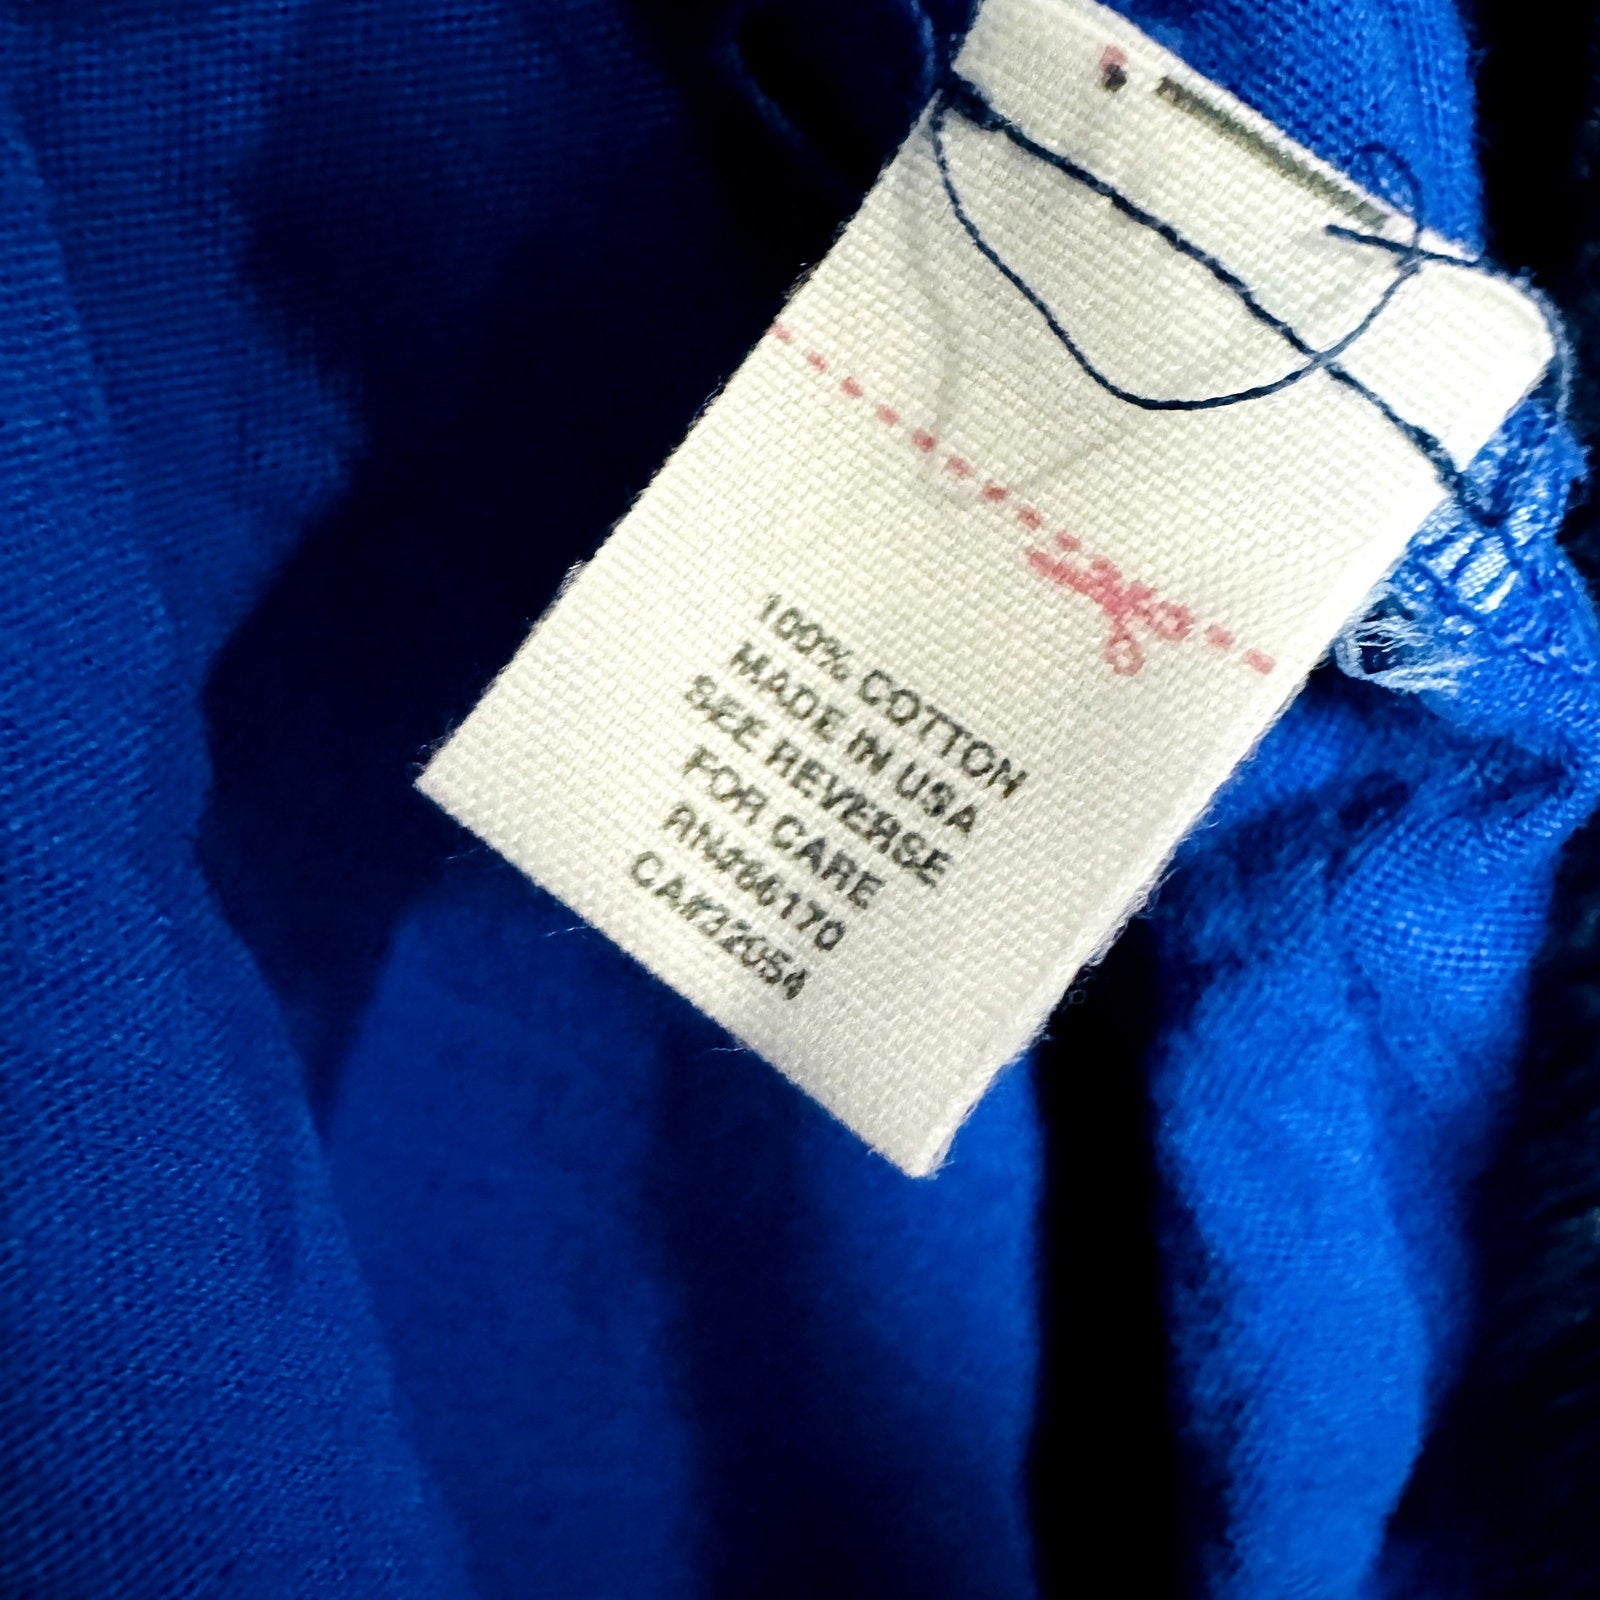 100% COTTON
MADE IN USA
SEE REVERSE
FOR CARE
RN#66170
CA#32054